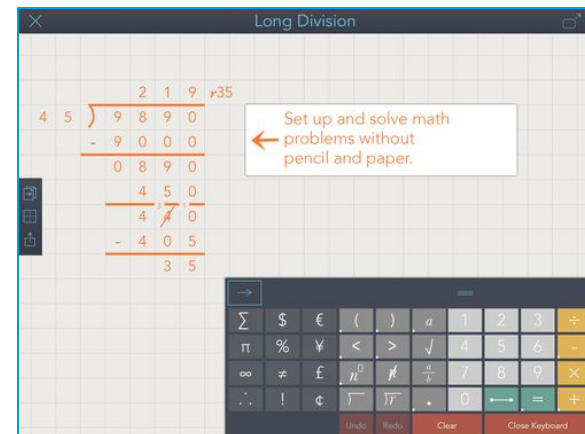 Long Division
2 1 9 r35
4 5 ) 9 8 9 0
- 9 0 0 0
0 8 9 0
4 5 0
4 4 0
- 4 0 5
3 5
Set up and solve math
problems without
pencil and paper.
→
∑ $ € ( ) a 1 2 3 ÷
π % ¥ < > √ 4 5 6 -
∞ ≠ £ n a/b 7 8 9 ×
∴ ! ¢ r . 0 = +
Undo Redo Clear Close Keyboard